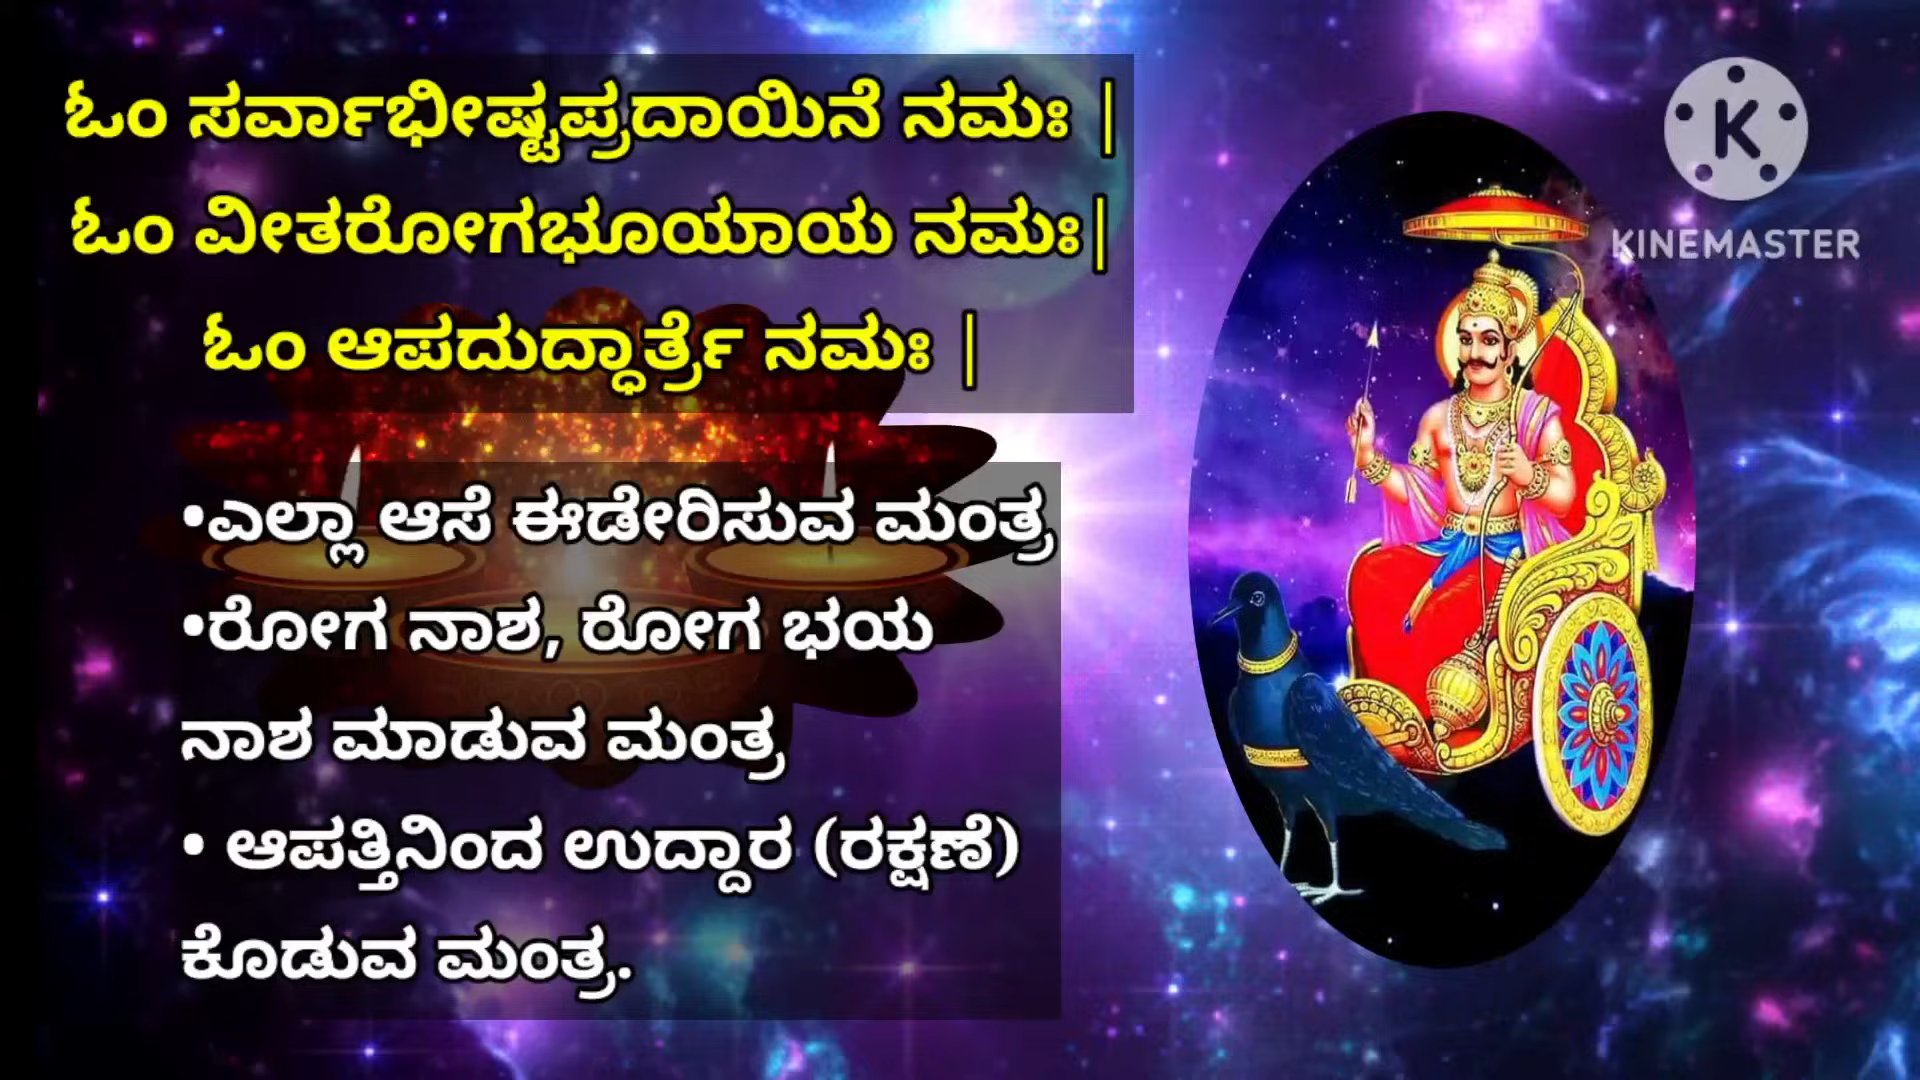 ಓಂ ಸರ್ವಾಭೀಷ್ಟಪ್ರದಾಯಿನೆ ನಮಃ |
ಓಂ ವೀತರೋಗಭೂಯಾಯ ನಮಃ|
ಓಂ ಆಪದುದ್ಧಾರ್ತ್ರೆ ನಮಃ |
•ಎಲ್ಲಾ ಆಸೆ ಈಡೇರಿಸುವ ಮಂತ್ರ
•ರೋಗ ನಾಶ, ರೋಗ ಭಯ
ನಾಶ ಮಾಡುವ ಮಂತ್ರ
• ಆಪತ್ತಿನಿಂದ ಉದ್ದಾರ (ರಕ್ಷಣೆ)
ಕೊಡುವ ಮಂತ್ರ.
K
KINEMASTER